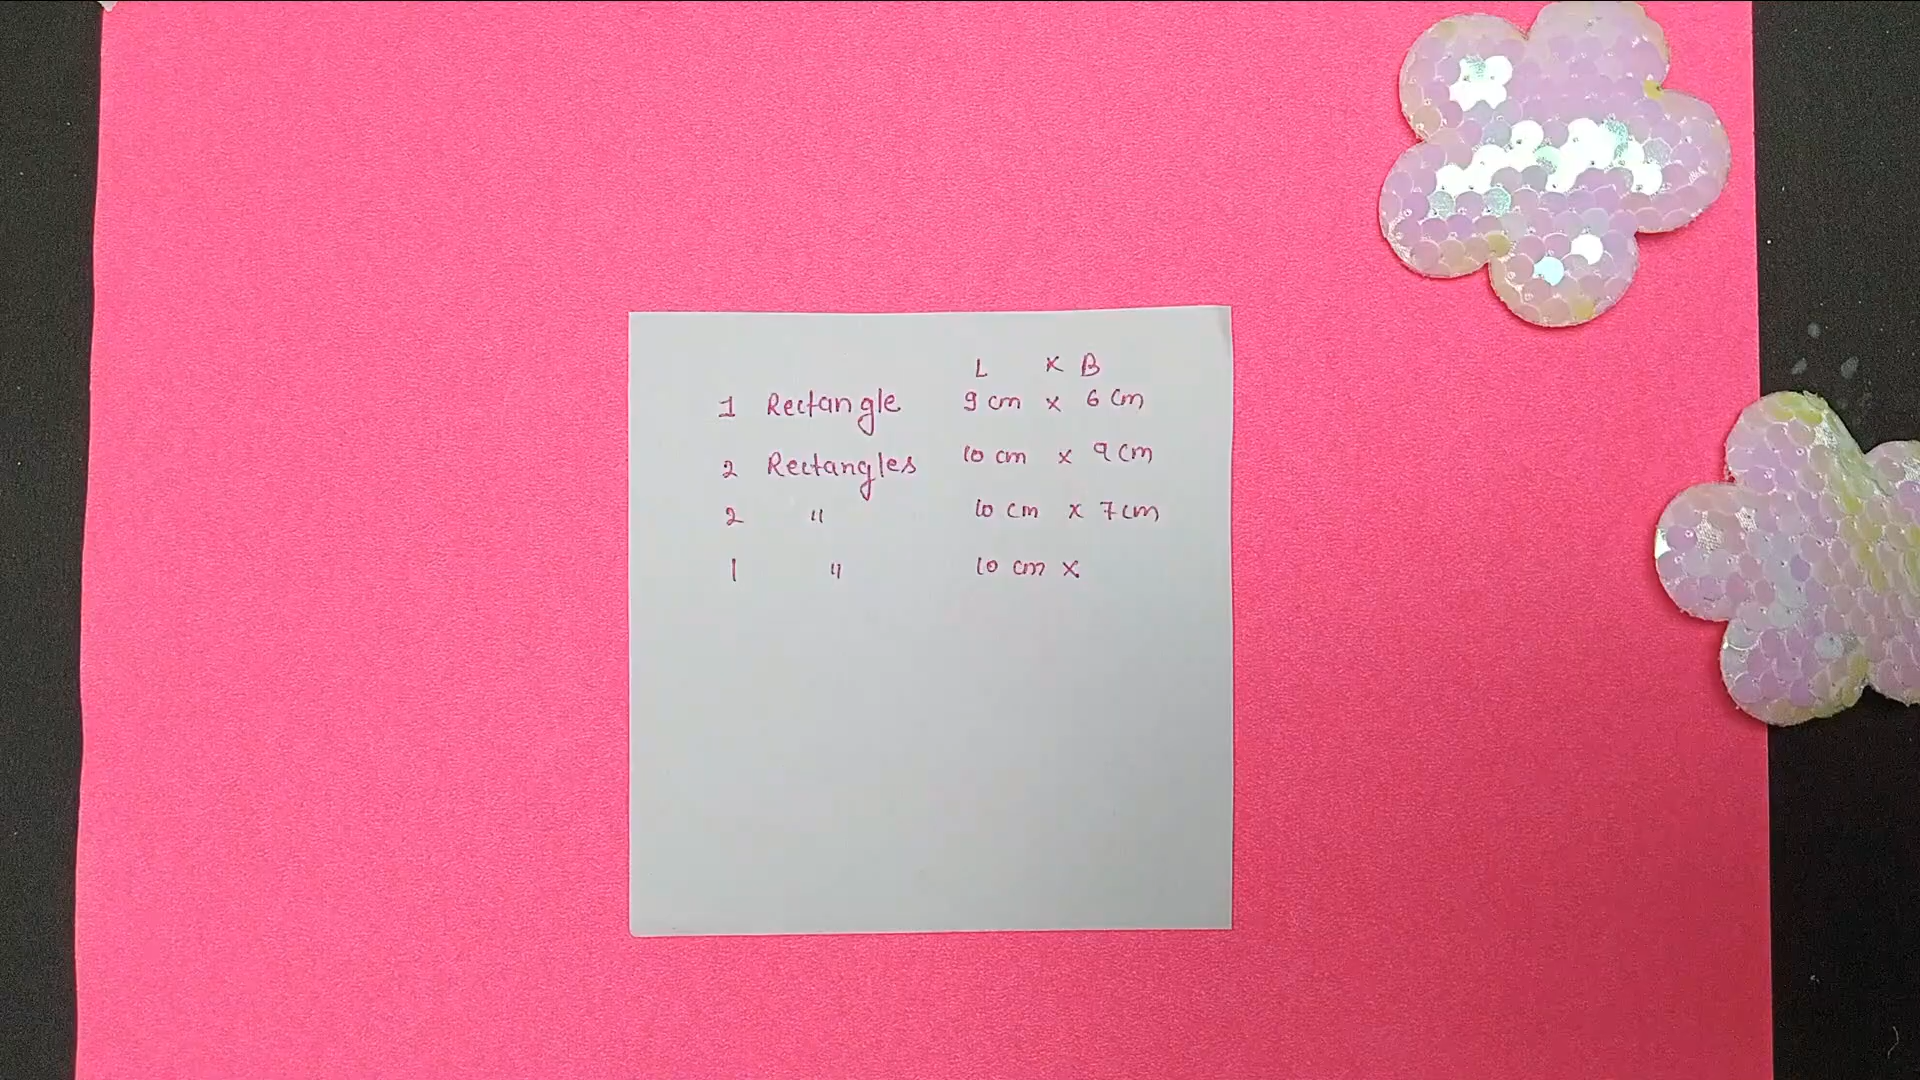 L x B
1 Rectangle 9 cm x 6 cm
2 Rectangles 10 cm x 9 cm
2 " 10 cm x 7 cm
1 " 10 cm x